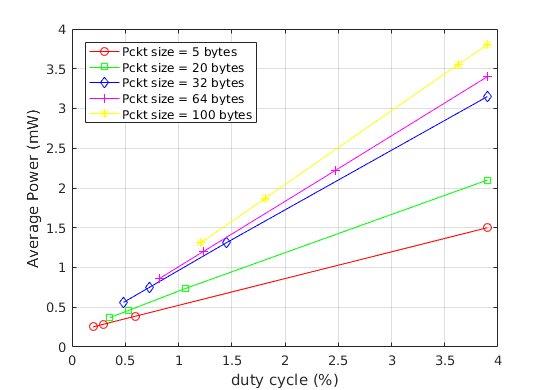 4
3.5
3
2.5
2
1.5
1
0.5
0
Average Power (mW)
Pckt size = 5 bytes
Pckt size = 20 bytes
Pckt size = 32 bytes
Pckt size = 64 bytes
Pckt size = 100 bytes
0 0.5 1 1.5 2 2.5 3 3.5 4
duty cycle (%)